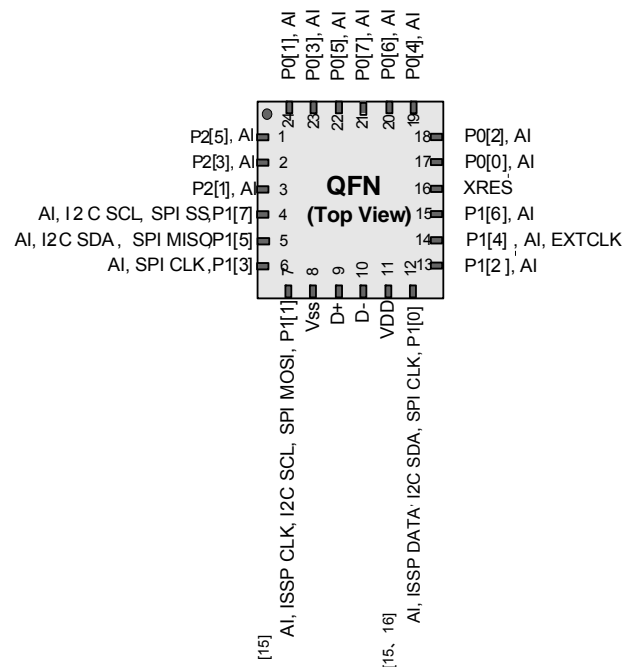 P0[1], AI
P0[3], AI
P0[5], AI
P0[7], AI
P0[6], AI
P0[4], AI
24
23
22
21
20
19
P2[5], AI
1
P2[3], AI
2
P2[1], AI
3
AI, I2C SCL, SPI SS,P1[7]
4
AI, I2C SDA, SPI MISO,P1[5]
5
AI, SPI CLK,P1[3]
6
QFN
(Top View)
18
P0[2], AI
17
P0[0], AI
16
XRES
15
P1[6], AI
14
P1[4] , AI, EXTCLK
13
P1[2], AI
7
8
9
10
11
12
AI, ISSP CLK, I2C SCL, SPI MOSI, P1[1]
Vss
D+
D-
VDD
AI, ISSP DATA, I2C SDA, SPI CLK, P1[0]
[15]
[15, 16]